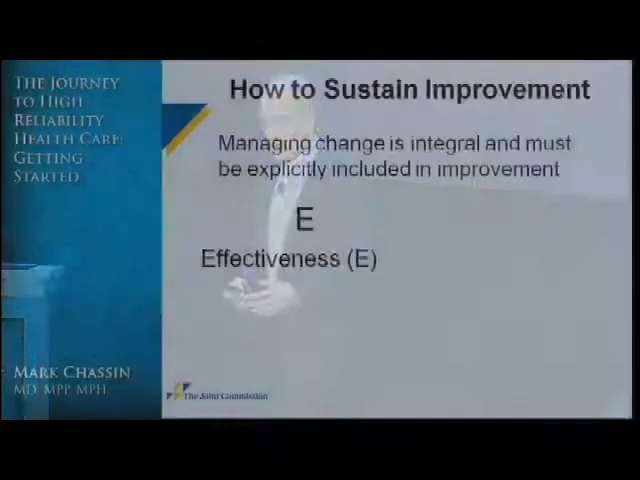 THE JOURNEY
TO HIGH
RELIABILITY
HEALTH CARE:
GETTING
STARTED
MARK CHASSIN
MD, MPP, MPH
How to Sustain Improvement
Managing change is integral and must
be explicitly included in improvement
E
Effectiveness (E)
The Joint Commission